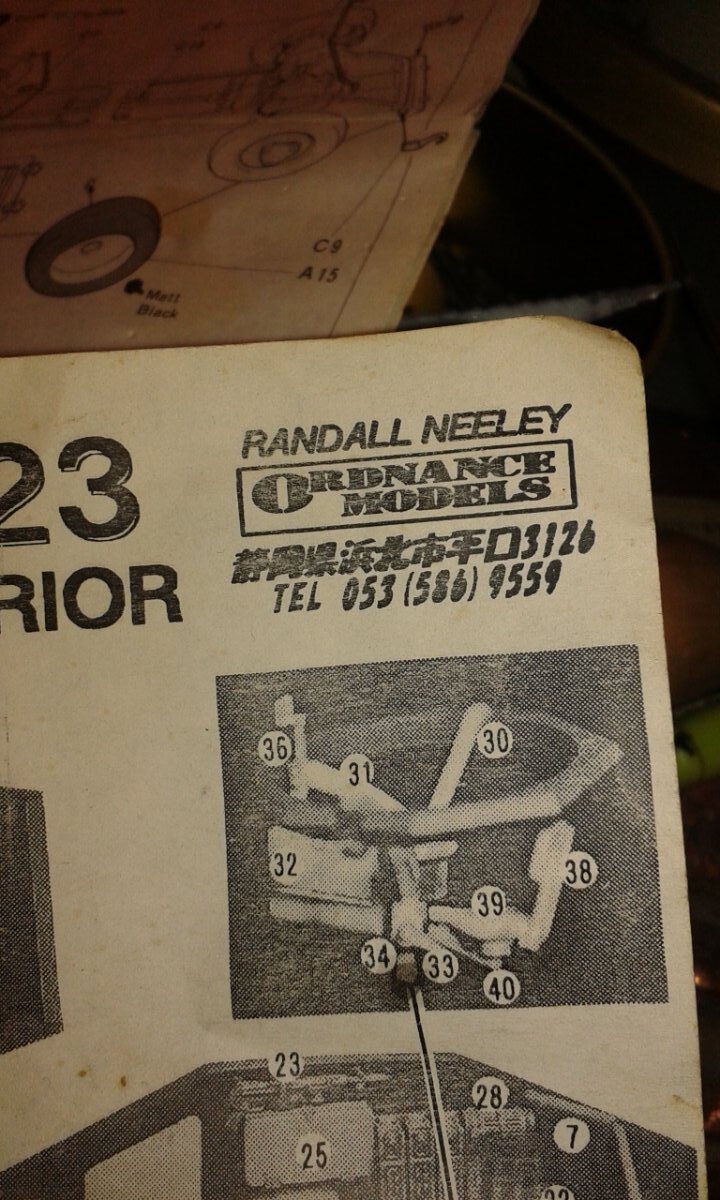 C9
A15
Matt
Black
23
RIOR
RANDALL NEELEY
ORDNANCE
MODELS
静岡県浜北市平口3126
TEL 053 (586) 9559
36
31
30
32
38
39
34
33
40
23
28
25
7